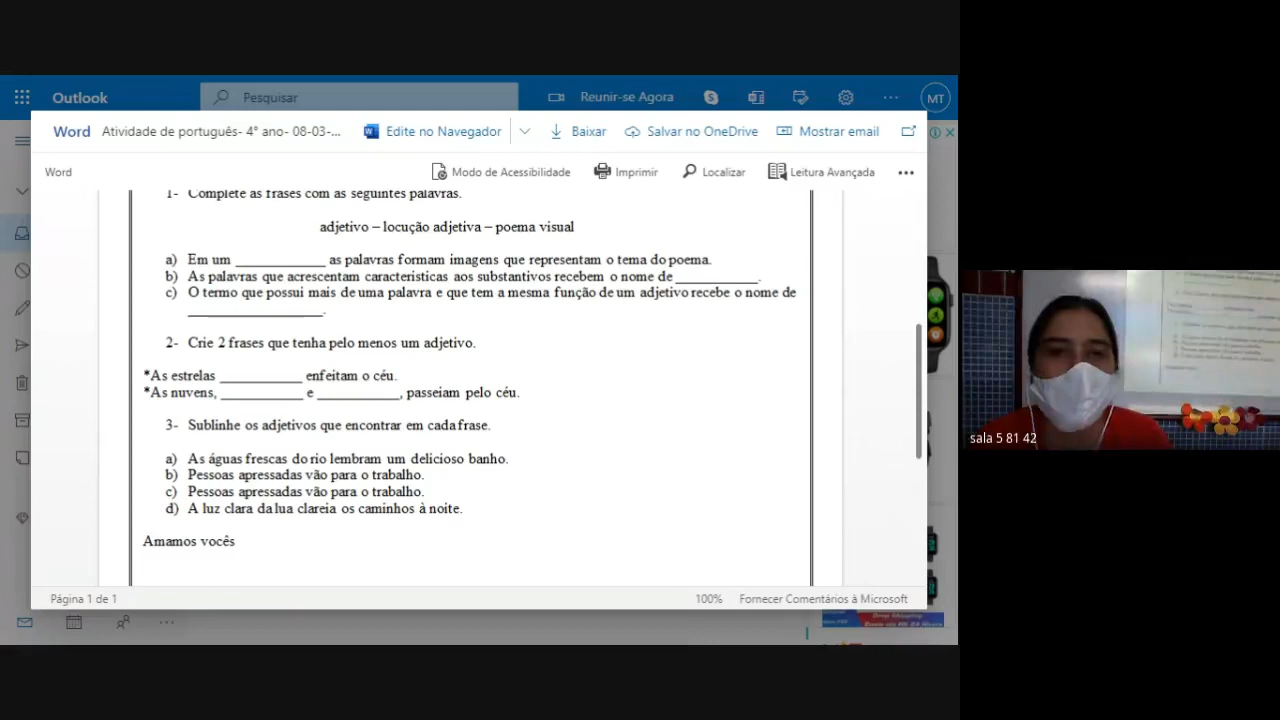 Outlook
Pesquisar
Reunir-se Agora
MT
Word
Atividade de português- 4° ano- 08-03-...
Edite no Navegador
Baixar
Salvar no OneDrive
Mostrar email
Word
Modo de Acessibilidade
Imprimir
Localizar
Leitura Avançada
1- Complete as frases com as seguintes palavras.
adjetivo – locução adjetiva – poema visual
a) Em um ____________ as palavras formam imagens que representam o tema do poema.
b) As palavras que acrescentam caracteristicas aos substantivos recebem o nome de ___________.
c) O termo que possui mais de uma palavra e que tem a mesma função de um adjetivo recebe o nome de
__________________.
2- Crie 2 frases que tenha pelo menos um adjetivo.
*As estrelas ___________ enfeitam o céu.
*As nuvens, ___________ e ___________, passeiam pelo céu.
3- Sublinhe os adjetivos que encontrar em cada frase.
a) As águas frescas do rio lembram um delicioso banho.
b) Pessoas apressadas vão para o trabalho.
c) Pessoas apressadas vão para o trabalho.
d) A luz clara da lua clareia os caminhos à noite.
Amamos vocês
Página 1 de 1
100%
Fornecer Comentários à Microsoft
sala 5 81 42